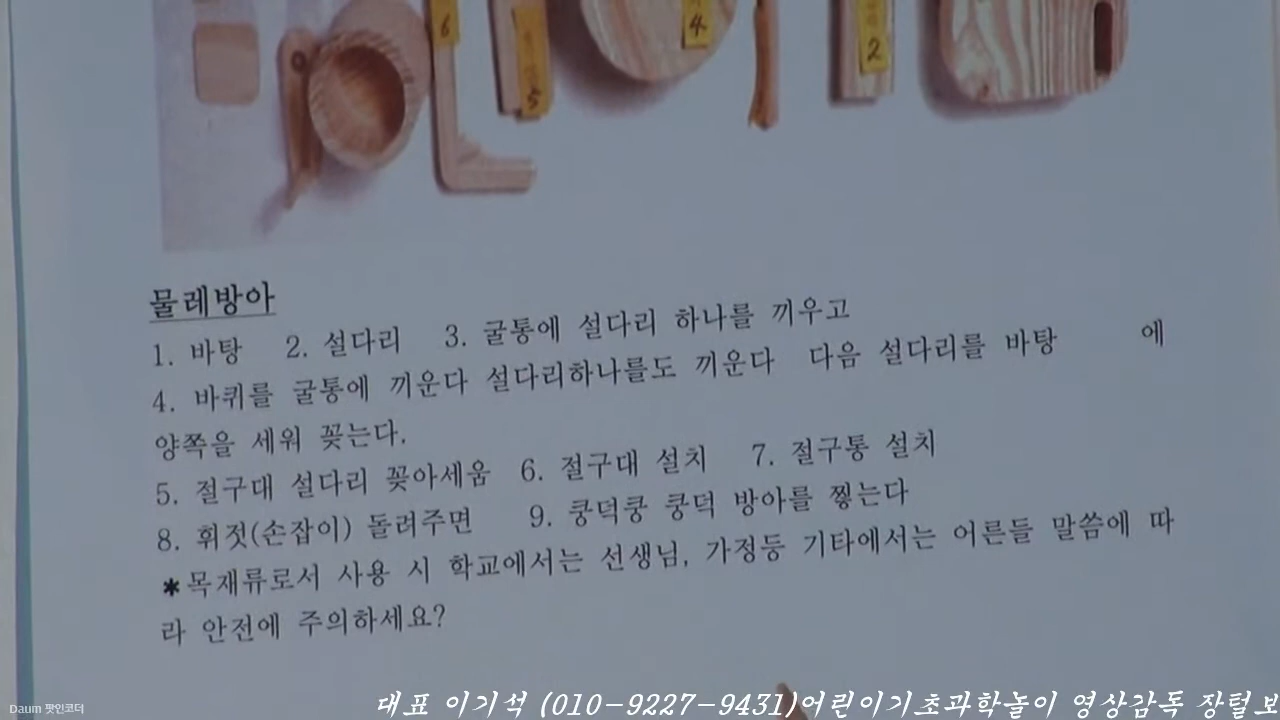 6
5
4
2
물레방아
1. 바탕 2. 설다리 3. 굴통에 설다리 하나를 끼우고
4. 바퀴를 굴통에 끼운다 설다리하나를도 끼운다 다음 설다리를 바탕 에
양쪽을 세워 꽂는다.
5. 절구대 설다리 꽂아세움 6. 절구대 설치 7. 절구통 설치
8. 휘젓(손잡이) 돌려주면 9. 쿵덕쿵 쿵덕 방아를 찧는다
✱목재류로서 사용 시 학교에서는 선생님, 가정등 기타에서는 어른들 말씀에 따
라 안전에 주의하세요?
대표 이기석 (010-9227-9431)어린이기초과학놀이 영상감독 장털보
Daum 팟인코더